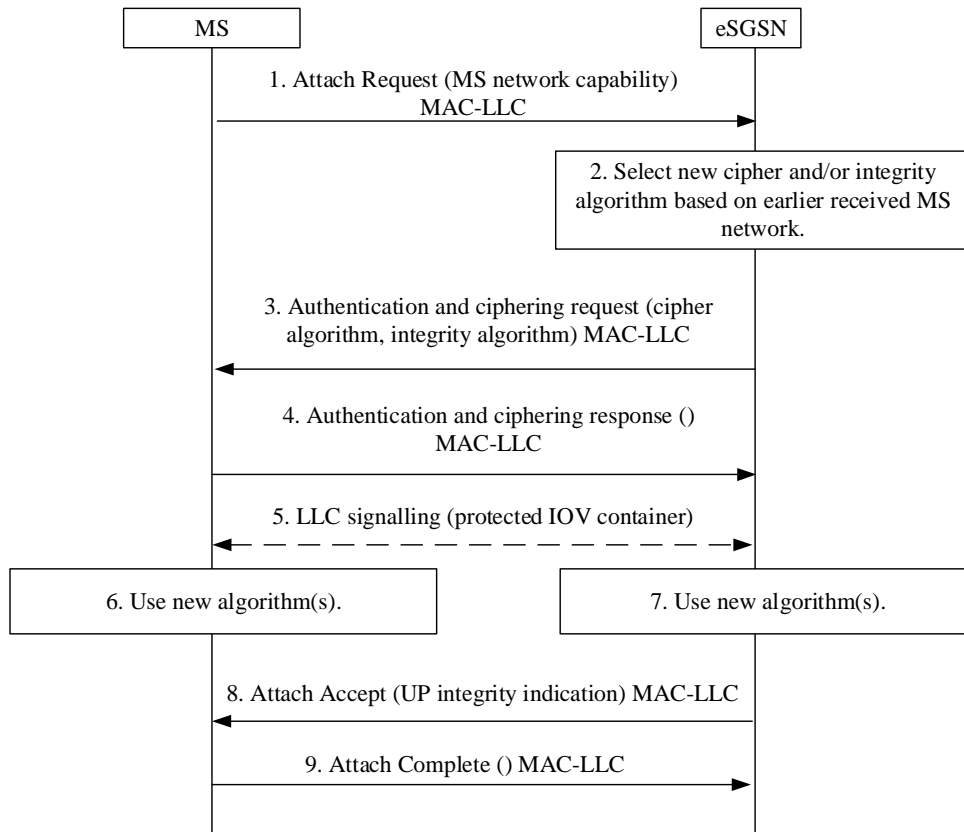 MS
eSGSN
1. Attach Request (MS network capability)
MAC-LLC
2. Select new cipher and/or integrity
algorithm based on earlier received MS
network.
3. Authentication and ciphering request (cipher
algorithm, integrity algorithm) MAC-LLC
4. Authentication and ciphering response ()
MAC-LLC
5. LLC signalling (protected IOV container)
6. Use new algorithm(s).
7. Use new algorithm(s).
8. Attach Accept (UP integrity indication) MAC-LLC
9. Attach Complete () MAC-LLC